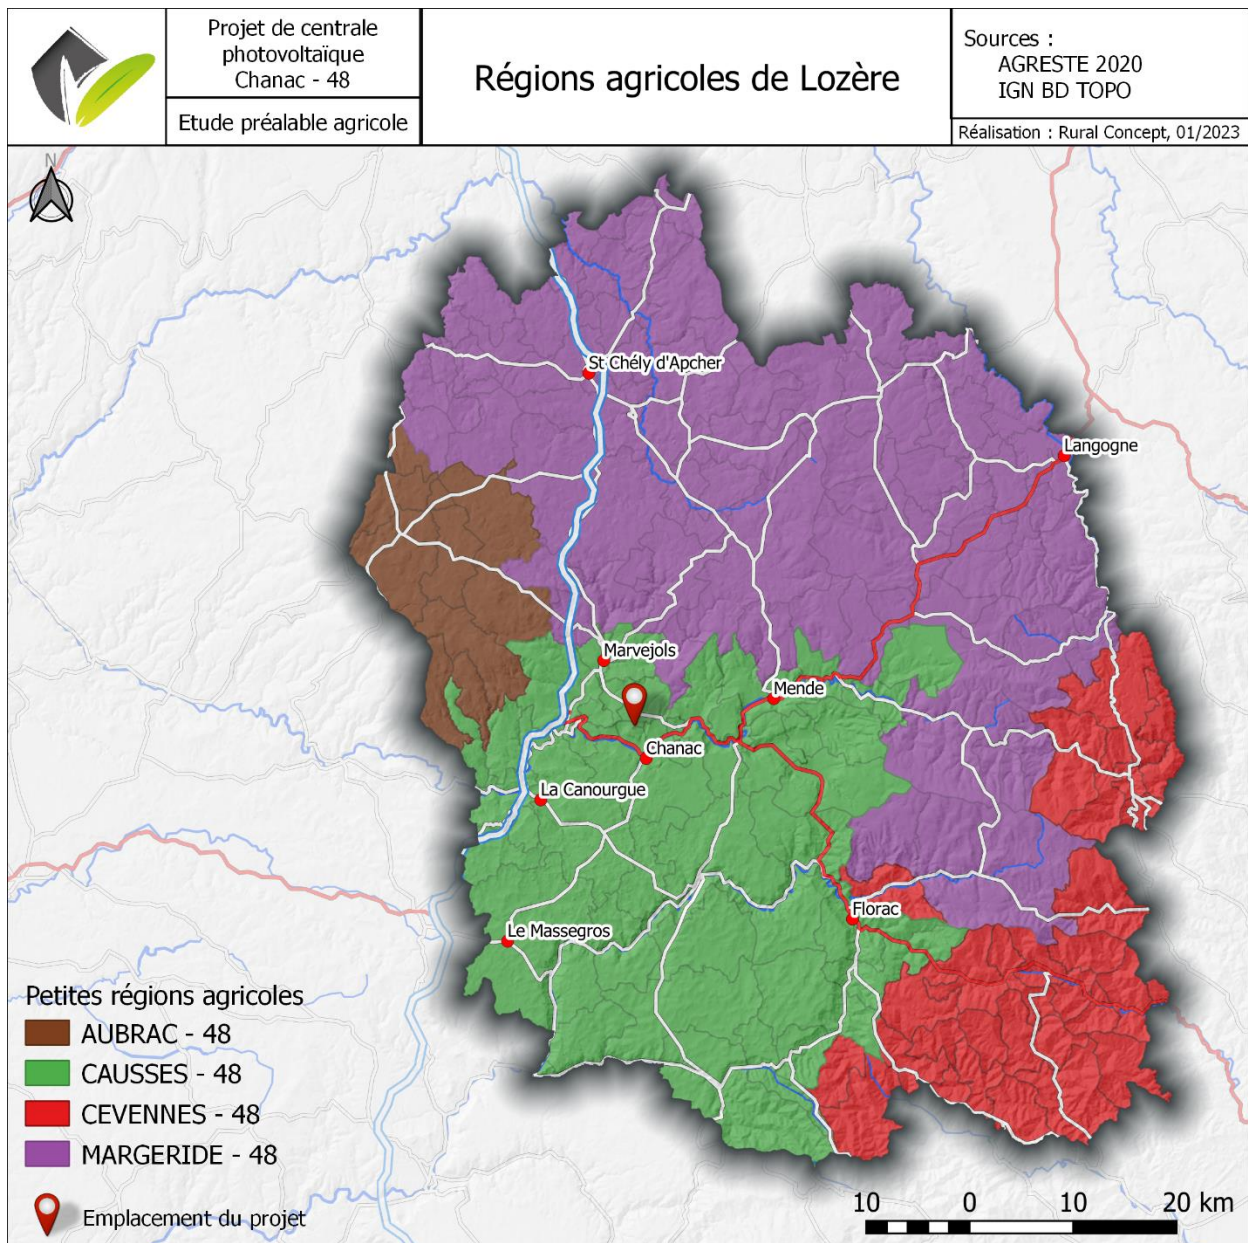 Projet de centrale
photovoltaïque
Chanac - 48
Etude préalable agricole
Régions agricoles de Lozère
Sources :
AGRESTE 2020
IGN BD TOPO
Réalisation : Rural Concept, 01/2023
N
St Chély d'Apcher
Langogne
Marvejols
Mende
Chanac
La Canourgue
Florac
Le Massegros
Petites régions agricoles
AUBRAC - 48
CAUSSES - 48
CEVENNES - 48
MARGERIDE - 48
Emplacement du projet
10 0 10 20 km